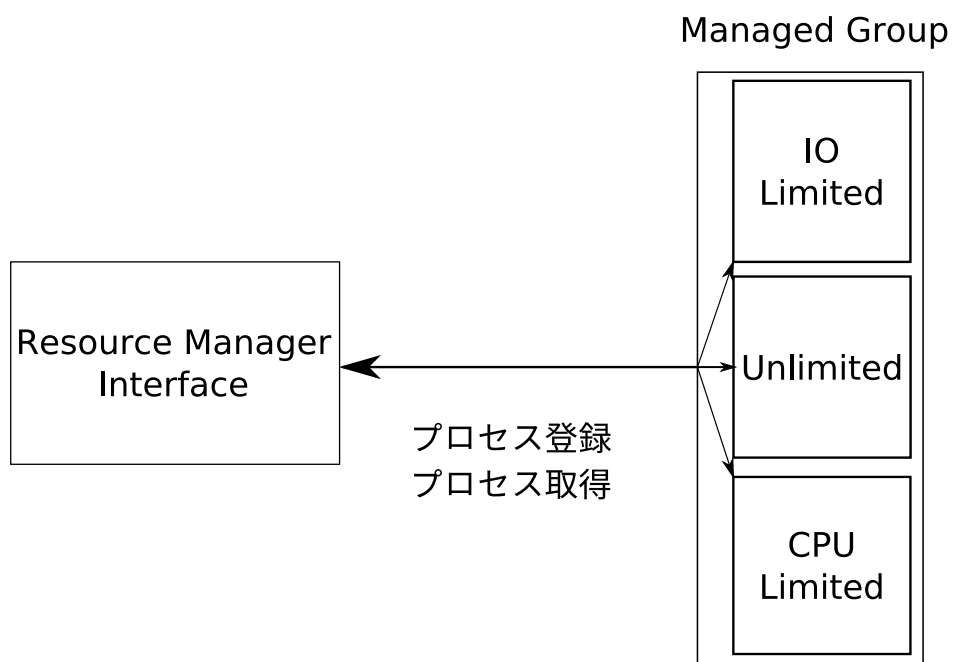 Managed Group
IO
Limited
Resource Manager
Interface
Unlimited
プロセス登録
プロセス取得
CPU
Limited